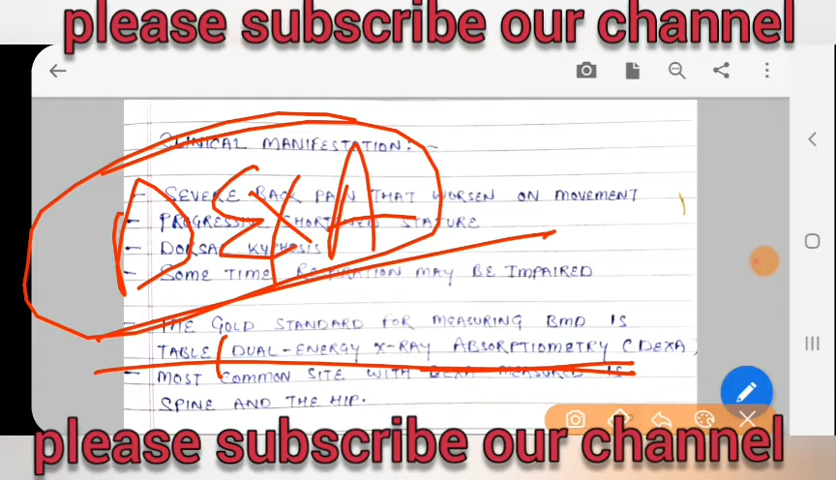 please subscribe our channel
CLINICAL MANIFESTATION:-
- SEVERE BACK PAIN THAT WORSEN ON MOVEMENT
- PROGRESSIVE SHORTENED STATURE
- DORSAL KYPHOSIS
- SOME TIME RESPIRATION MAY BE IMPAIRED
DEXA
- THE GOLD STANDARD FOR MEASURING BMD IS
TABLE (DUAL-ENERGY X-RAY ABSORPTIOMETRY (DEXA)
- MOST COMMON SITE WITH DEXA MEASURED IS
SPINE AND THE HIP.
please subscribe our channel